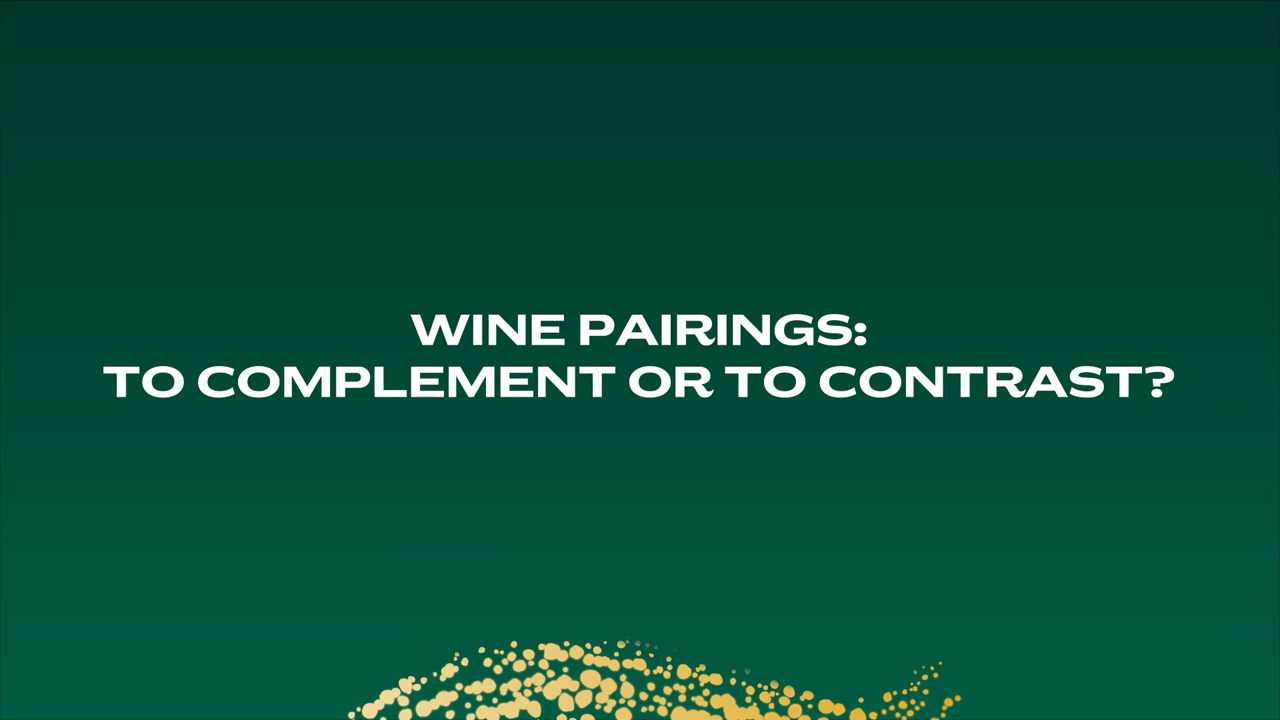 WINE PAIRINGS:
TO COMPLEMENT OR TO CONTRAST?